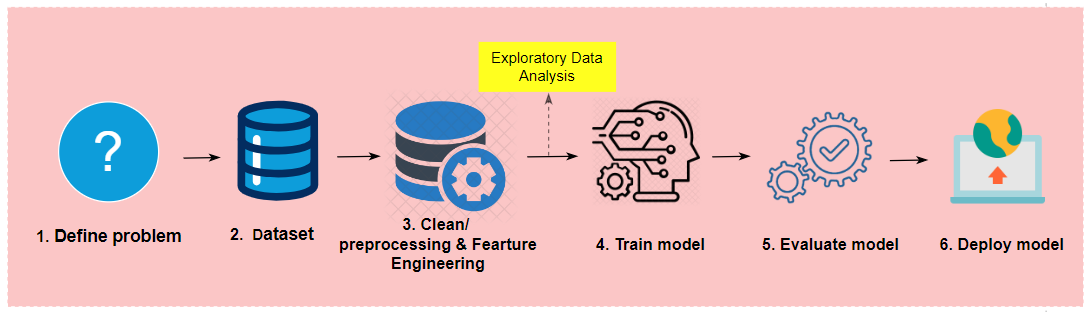 Exploratory Data
Analysis
?
1. Define problem
2. Dataset
3. Clean/
preprocessing & Fearture
Engineering
4. Train model
5. Evaluate model
6. Deploy model